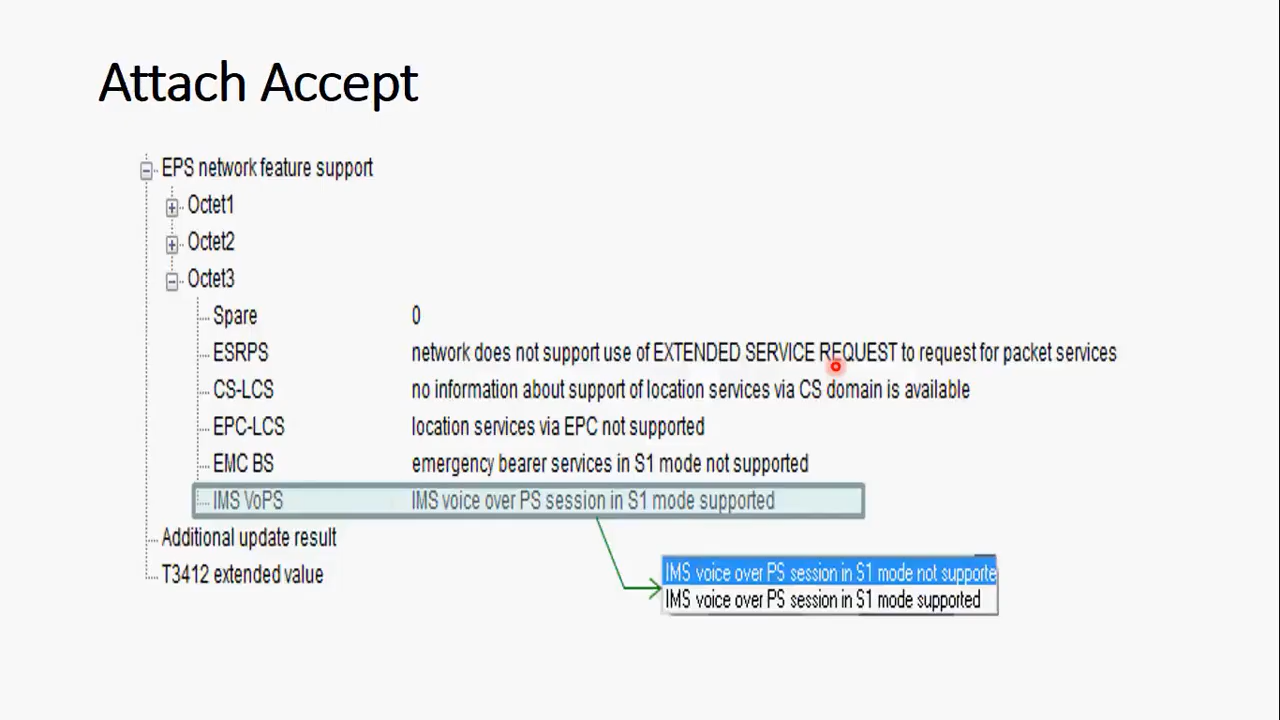 Attach Accept
EPS network feature support
Octet1
Octet2
Octet3
Spare 0
ESRPS network does not support use of EXTENDED SERVICE REQUEST to request for packet services
CS-LCS no information about support of location services via CS domain is available
EPC-LCS location services via EPC not supported
EMC BS emergency bearer services in S1 mode not supported
IMS VoPS IMS voice over PS session in S1 mode supported
Additional update result
T3412 extended value
IMS voice over PS session in S1 mode not supporte
IMS voice over PS session in S1 mode supported